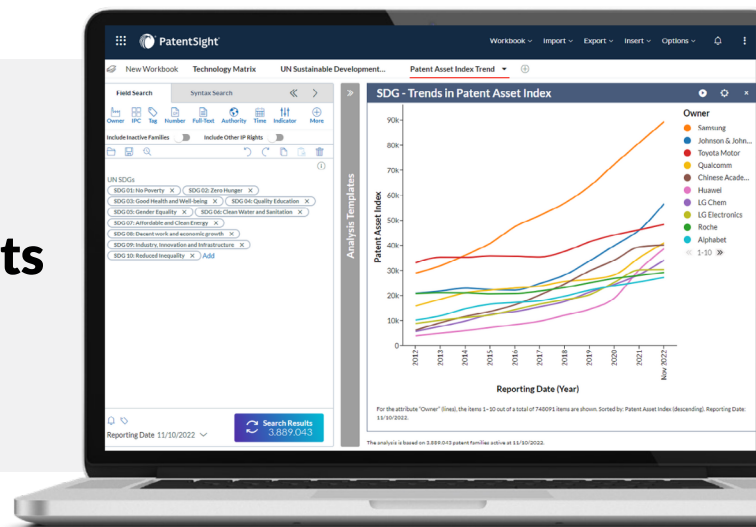 ts
PatentSight®
Workbook Import Export Insert Options
New Workbook Technology Matrix UN Sustainable Development... Patent Asset Index Trend
Field Search Syntax Search
Owner IPC Tag Number Full-Text Authority Time Indicator More
Include Inactive Families Include Other IP Rights
UN SDGs
SDG 01: No Poverty X SDG 02: Zero Hunger X
SDG 03: Good Health and Well-being X SDG 04: Quality Education X
SDG 05: Gender Equality X SDG 06: Clean Water and Sanitation X
SDG 07: Affordable and Clean Energy X
SDG 08: Decent work and economic growth X
SDG 09: Industry, Innovation and Infrastructure X
SDG 10: Reduced Inequality X Add
Reporting Date 11/10/2022
Search Results
3.889.043
Analysis Templates
SDG - Trends in Patent Asset Index
Patent Asset Index
90k
80k
70k
60k
50k
40k
30k
20k
10k
0
2012 2013 2014 2015 2016 2017 2018 2019 2020 2021 Nov 2022
Reporting Date (Year)
Owner
Samsung
Johnson & John...
Toyota Motor
Qualcomm
Chinese Acade...
Huawei
LG Chem
LG Electronics
Roche
Alphabet
1-10
For the attribute "Owner" (lines), the items 1-10 out of a total of 748091 items are shown. Sorted by: Patent Asset Index (descending). Reporting Date:
11/10/2022.
The analysis is based on 3.889.043 patent families active at 11/10/2022.